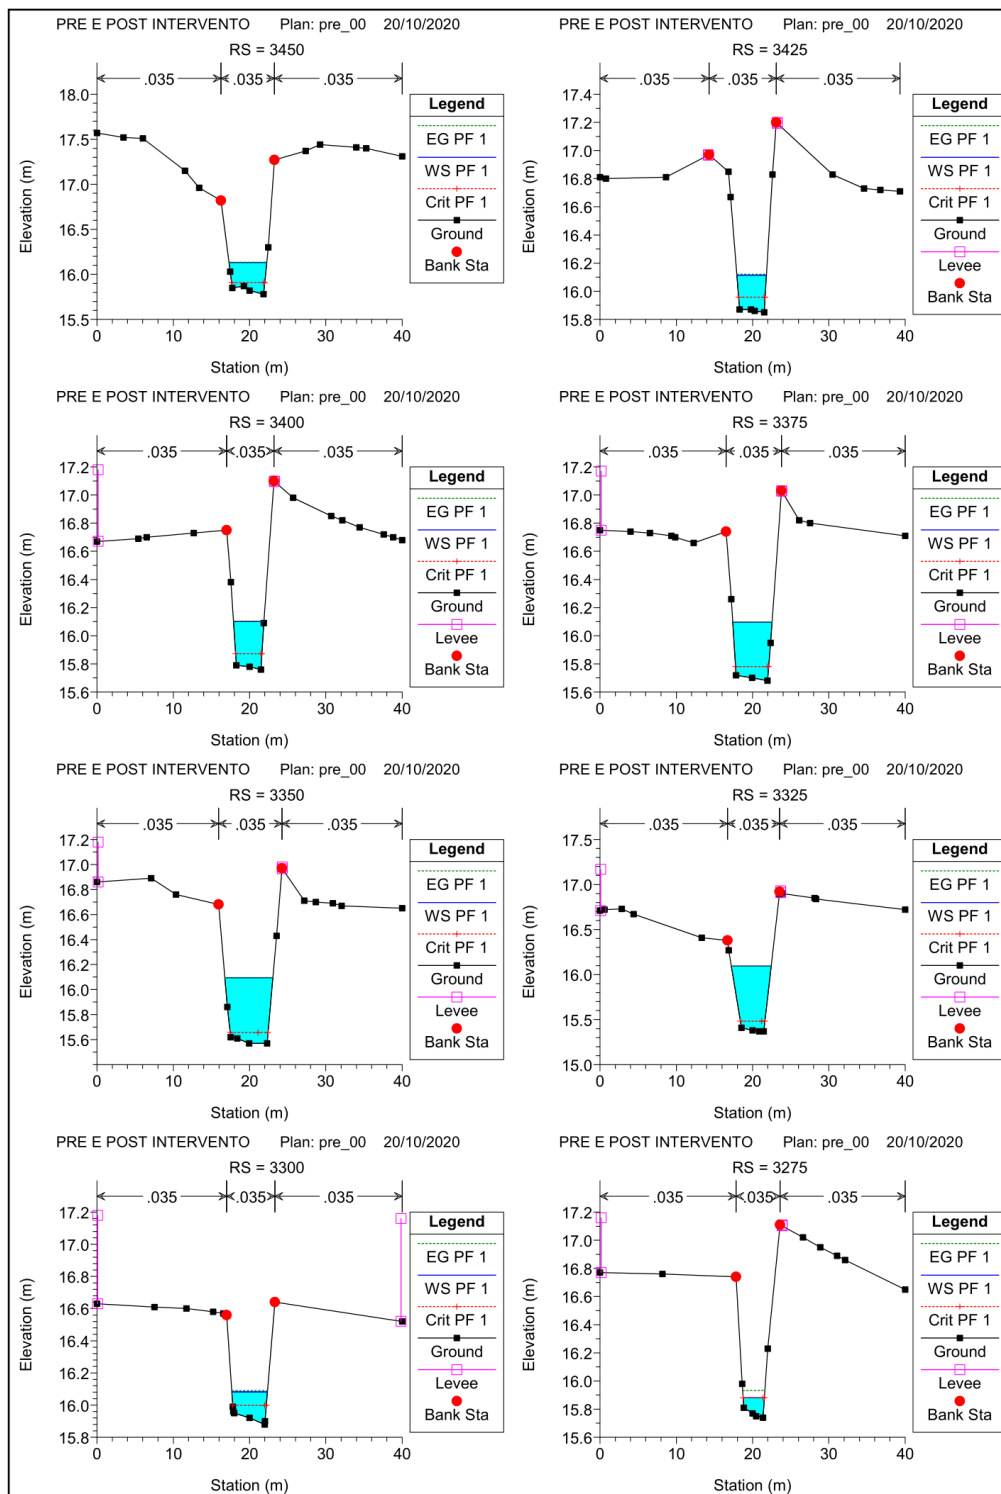 PRE E POST INTERVENTO Plan: pre_00 20/10/2020
RS = 3450
.035 .035 .035
18.0
17.5
17.0
16.5
16.0
15.5
0 10 20 30 40
Elevation (m)
Station (m)
Legend
EG PF 1
WS PF 1
Crit PF 1
Ground
Bank Sta
PRE E POST INTERVENTO Plan: pre_00 20/10/2020
RS = 3425
.035 .035 .035
17.4
17.2
17.0
16.8
16.6
16.4
16.2
16.0
15.8
0 10 20 30 40
Elevation (m)
Station (m)
Legend
EG PF 1
WS PF 1
Crit PF 1
Ground
Levee
Bank Sta
PRE E POST INTERVENTO Plan: pre_00 20/10/2020
RS = 3400
.035 .035 .035
17.2
17.0
16.8
16.6
16.4
16.2
16.0
15.8
15.6
0 10 20 30 40
Elevation (m)
Station (m)
Legend
EG PF 1
WS PF 1
Crit PF 1
Ground
Levee
Bank Sta
PRE E POST INTERVENTO Plan: pre_00 20/10/2020
RS = 3375
.035 .035 .035
17.2
17.0
16.8
16.6
16.4
16.2
16.0
15.8
15.6
0 10 20 30 40
Elevation (m)
Station (m)
Legend
EG PF 1
WS PF 1
Crit PF 1
Ground
Levee
Bank Sta
PRE E POST INTERVENTO Plan: pre_00 20/10/2020
RS = 3350
.035 .035 .035
17.2
17.0
16.8
16.6
16.4
16.2
16.0
15.8
15.6
0 10 20 30 40
Elevation (m)
Station (m)
Legend
EG PF 1
WS PF 1
Crit PF 1
Ground
Levee
Bank Sta
PRE E POST INTERVENTO Plan: pre_00 20/10/2020
RS = 3325
.035 .035 .035
17.5
17.0
16.5
16.0
15.5
15.0
0 10 20 30 40
Elevation (m)
Station (m)
Legend
EG PF 1
WS PF 1
Crit PF 1
Ground
Levee
Bank Sta
PRE E POST INTERVENTO Plan: pre_00 20/10/2020
RS = 3300
.035 .035 .035
17.2
17.0
16.8
16.6
16.4
16.2
16.0
15.8
0 10 20 30 40
Elevation (m)
Station (m)
Legend
EG PF 1
WS PF 1
Crit PF 1
Ground
Levee
Bank Sta
PRE E POST INTERVENTO Plan: pre_00 20/10/2020
RS = 3275
.035 .035 .035
17.2
17.0
16.8
16.6
16.4
16.2
16.0
15.8
15.6
0 10 20 30 40
Elevation (m)
Station (m)
Legend
EG PF 1
WS PF 1
Crit PF 1
Ground
Levee
Bank Sta